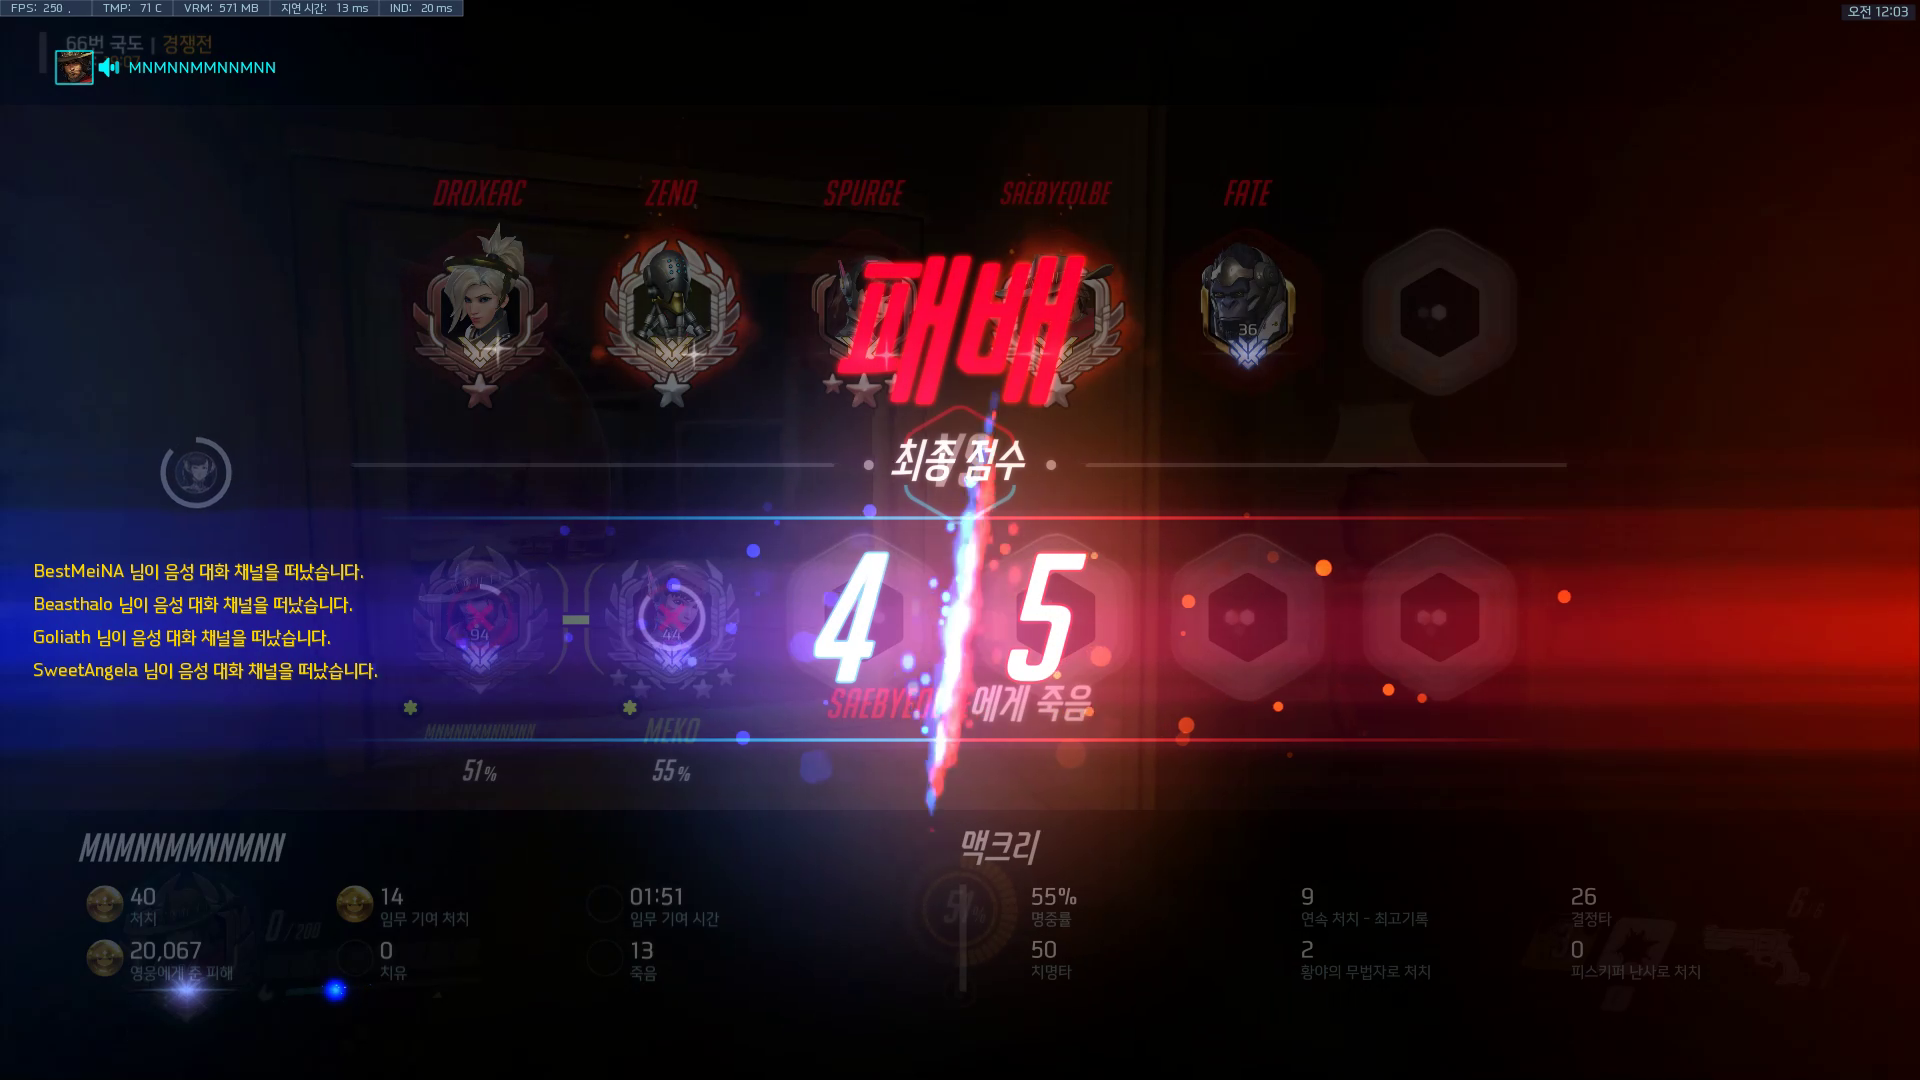 FPS: 250 . TMP: 71 C VRM: 571 MB 지연 시간: 13 ms IND: 20 ms
오전 12:03
66번 국도 | 경쟁전
MNMNNMMNNMNN
DROXEAC ZENO SPURGE SAEBYEOLBE FATE
36
패배
최종 점수
BestMeiNA 님이 음성 대화 채널을 떠났습니다.
Beasthalo 님이 음성 대화 채널을 떠났습니다.
Goliath 님이 음성 대화 채널을 떠났습니다.
SweetAngela 님이 음성 대화 채널을 떠났습니다.
94 44
4 5
에게 죽음
MNMNNMMNNMNN MEKO
51% 55%
MNMNNMMNNMNN 맥크리
40 14 01:51 55% 9 26
처치 임무 기여 처치 임무 기여 시간 명중률 연속 처치 - 최고기록 결정타
20,067 0 13 50 2 0
영웅에게 준 피해 치유 죽음 치명타 황야의 무법자로 처치 피스키퍼 난사로 처치
0/200